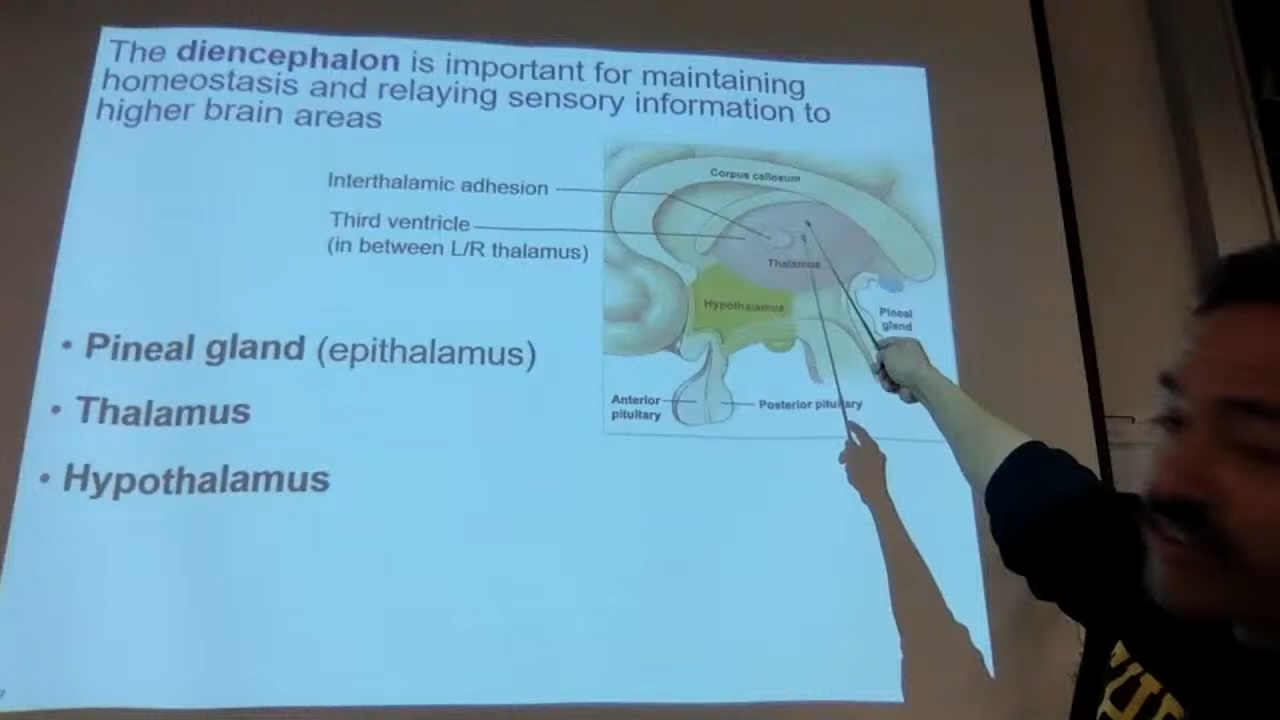 The diencephalon is important for maintaining
homeostasis and relaying sensory information to
higher brain areas
Interthalamic adhesion
Third ventricle
(in between L/R thalamus)
Corpus callosum
Thalamus
Hypothalamus
Pineal
gland
Anterior
pituitary
Posterior pituitary
• Pineal gland (epithalamus)
• Thalamus
• Hypothalamus